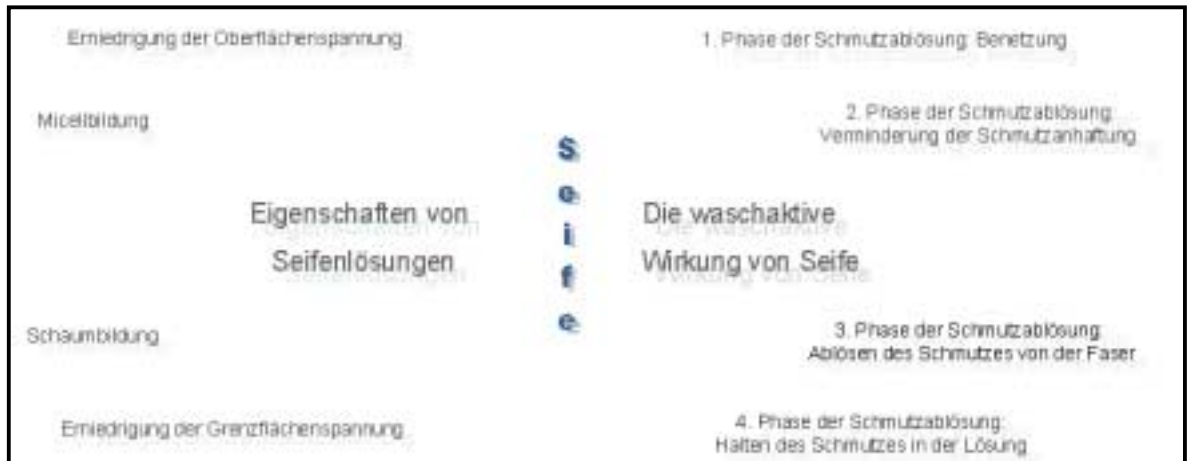 Erniedrigung der Oberflächenspannung
1. Phase der Schmutzablösung: Benetzung
Micellbildung
2. Phase der Schmutzablösung:
Verminderung der Schmutzanhaftung
Seife
Eigenschaften von
Seifenlösungen
Die waschaktive
Wirkung von Seife
Schaumbildung
3. Phase der Schmutzablösung:
Ablösen des Schmutzes von der Faser
Erniedrigung der Grenzflächenspannung
4. Phase der Schmutzablösung:
Halten des Schmutzes in der Lösung